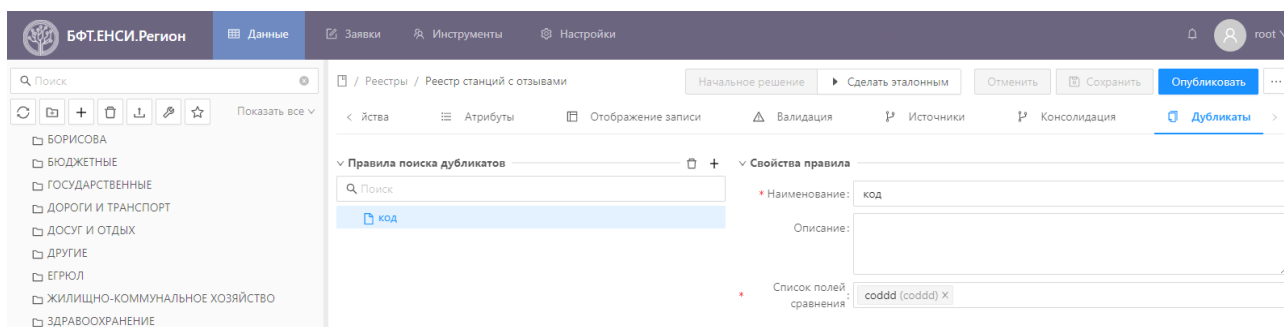 БФТ.ЕНСИ.Регион Данные Заявки Инструменты Настройки root
Поиск
/ Реестры / Реестр станций с отзывами Начальное решение Сделать эталонным Отменить Сохранить Опубликовать ...
Показать все
< йства Атрибуты Отображение записи Валидация Источники Консолидация Дубликаты >
БОРИСОВА
БЮДЖЕТНЫЕ
ГОСУДАРСТВЕННЫЕ
ДОРОГИ И ТРАНСПОРТ
ДОСУГ И ОТДЫХ
ДРУГИЕ
ЕГРЮЛ
ЖИЛИЩНО-КОММУНАЛЬНОЕ ХОЗЯЙСТВО
ЗДРАВООХРАНЕНИЕ
Правила поиска дубликатов
Поиск
код
Свойства правила
* Наименование: код
Описание:
* Список полей сравнения: coddd (coddd) ×